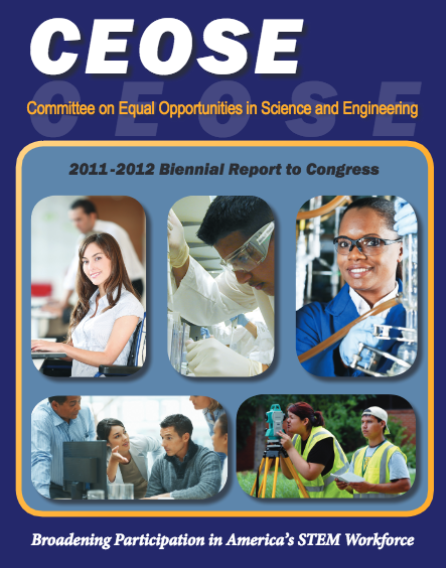 CEOSE
CEOSE
Committee on Equal Opportunities in Science and Engineering
2011-2012 Biennial Report to Congress
Broadening Participation in America's STEM Workforce